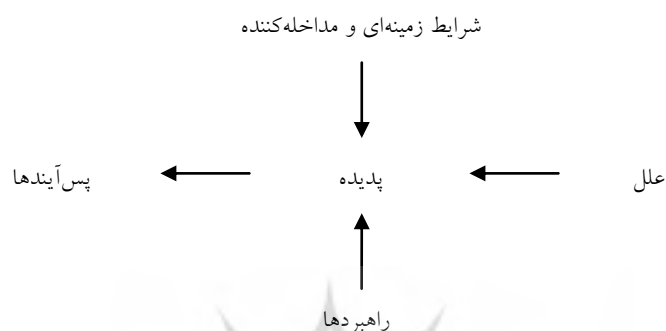 شرایط زمینه‌ای و مداخله‌کننده
علل
پدیده
پس‌آیندها
راهبردها